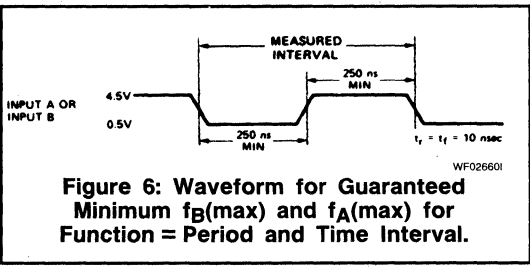 MEASURED
INTERVAL
250 ns
MIN
INPUT A OR
INPUT B
4.5V
0.5V
250 ns
MIN
tr = tf = 10 nsec
WF02660I
Figure 6: Waveform for Guaranteed
Minimum fB(max) and fA(max) for
Function = Period and Time Interval.